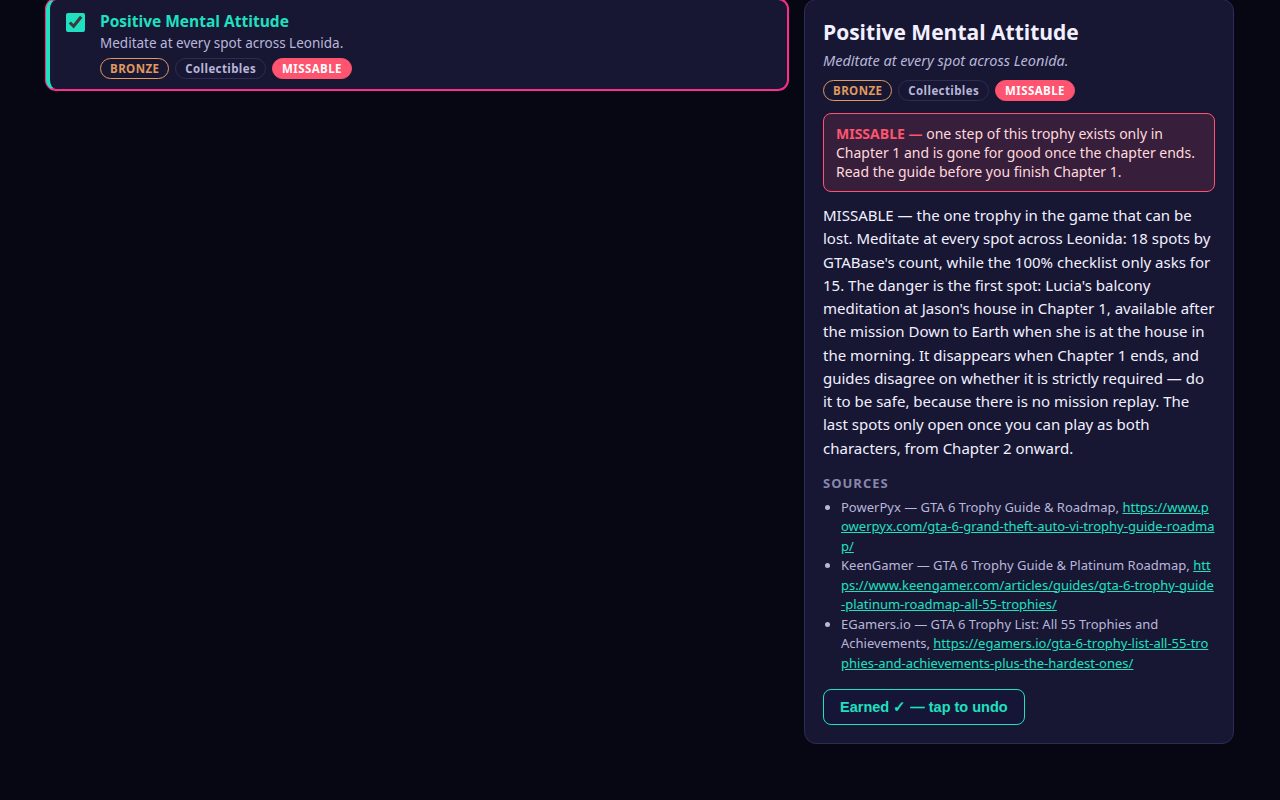 Positive Mental Attitude
Meditate at every spot across Leonida.
BRONZE Collectibles MISSABLE
Positive Mental Attitude
Meditate at every spot across Leonida.
BRONZE Collectibles MISSABLE
MISSABLE — one step of this trophy exists only in
Chapter 1 and is gone for good once the chapter ends.
Read the guide before you finish Chapter 1.
MISSABLE — the one trophy in the game that can be
lost. Meditate at every spot across Leonida: 18 spots by
GTABase's count, while the 100% checklist only asks for
15. The danger is the first spot: Lucia's balcony
meditation at Jason's house in Chapter 1, available after
the mission Down to Earth when she is at the house in
the morning. It disappears when Chapter 1 ends, and
guides disagree on whether it is strictly required — do
it to be safe, because there is no mission replay. The
last spots only open once you can play as both
characters, from Chapter 2 onward.
SOURCES
PowerPyx — GTA 6 Trophy Guide & Roadmap, https://www.p
owerpyx.com/gta-6-grand-theft-auto-vi-trophy-guide-roadma
p/
KeenGamer — GTA 6 Trophy Guide & Platinum Roadmap, htt
ps://www.keengamer.com/articles/guides/gta-6-trophy-guide
-platinum-roadmap-all-55-trophies/
EGamers.io — GTA 6 Trophy List: All 55 Trophies and
Achievements, https://egamers.io/gta-6-trophy-list-all-55-tro
phies-and-achievements-plus-the-hardest-ones/
Earned ✓ — tap to undo